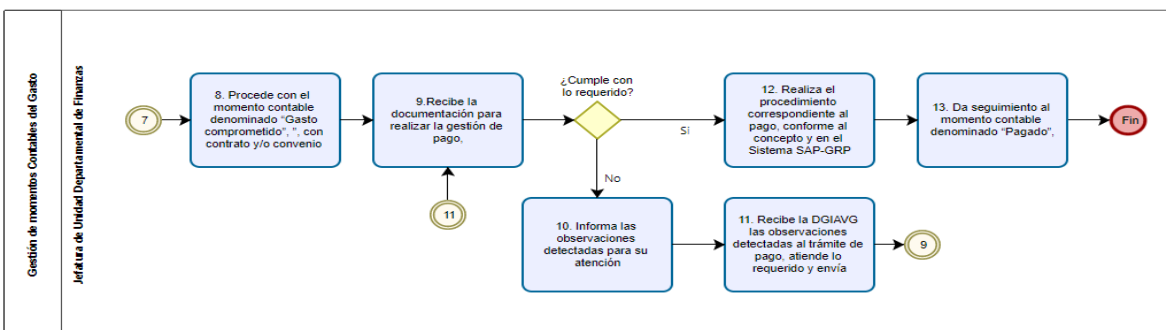 Gestión de momentos Contables del Gasto
Jefatura de Unidad Departamental de Finanzas
7
8. Procede con el
momento contable
denominado “Gasto
comprometido”, ”, con
contrato y/o convenio
9.Recibe la
documentación para
realizar la gestión de
pago,
11
¿Cumple con
lo requerido?
Si
No
12. Realiza el
procedimiento
correspondiente al
pago, conforme al
concepto y en el
Sistema SAP-GRP
13. Da seguimiento al
momento contable
denominado “Pagado”,
Fin
10. Informa las
observaciones
detectadas para su
atención
11. Recibe la DGIAVG
las observaciones
detectadas al trámite de
pago, atiende lo
requerido y envía
9